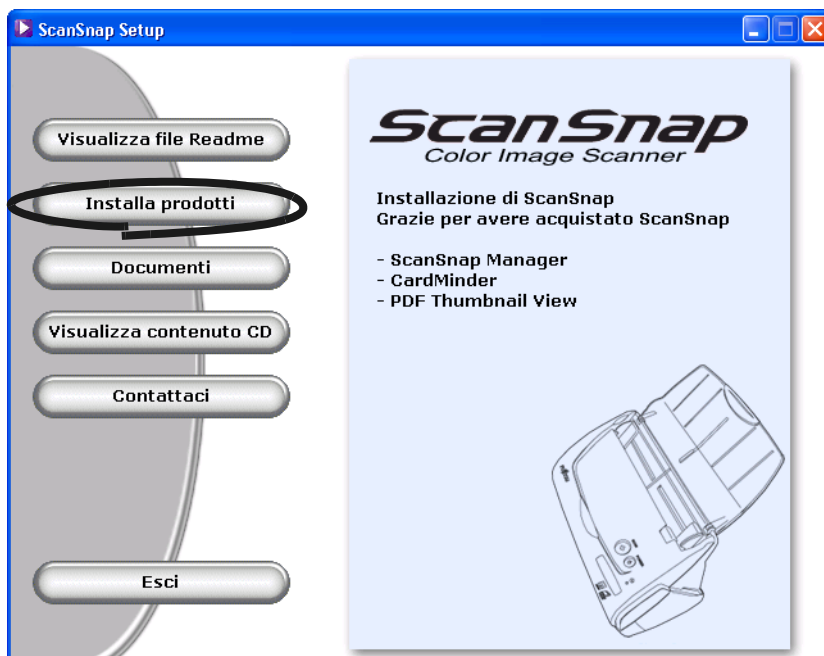 ScanSnap Setup
Visualizza file Readme
Installa prodotti
Documenti
Visualizza contenuto CD
Contattaci
Esci
ScanSnap
Color Image Scanner
Installazione di ScanSnap
Grazie per avere acquistato ScanSnap
- ScanSnap Manager
- CardMinder
- PDF Thumbnail View